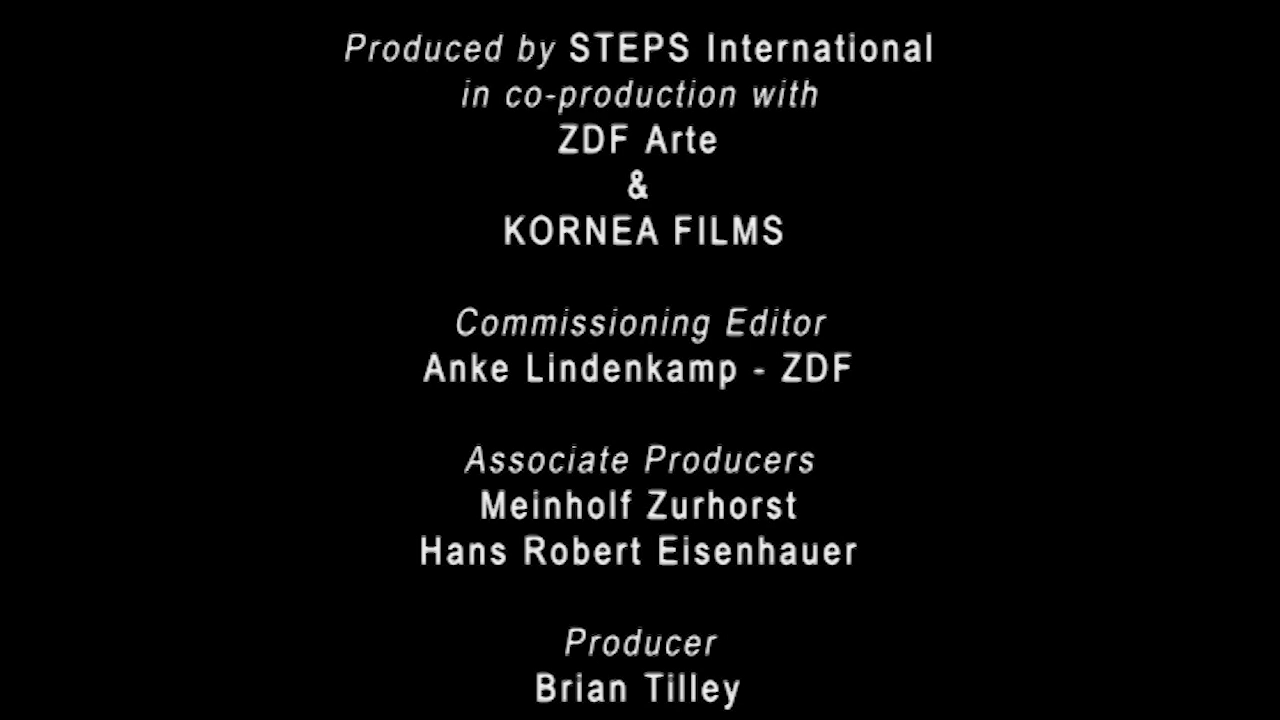 Produced by STEPS International
in co-production with
ZDF Arte
&
KORNEA FILMS
Commissioning Editor
Anke Lindenkamp - ZDF
Associate Producers
Meinholf Zurhorst
Hans Robert Eisenhauer
Producer
Brian Tilley